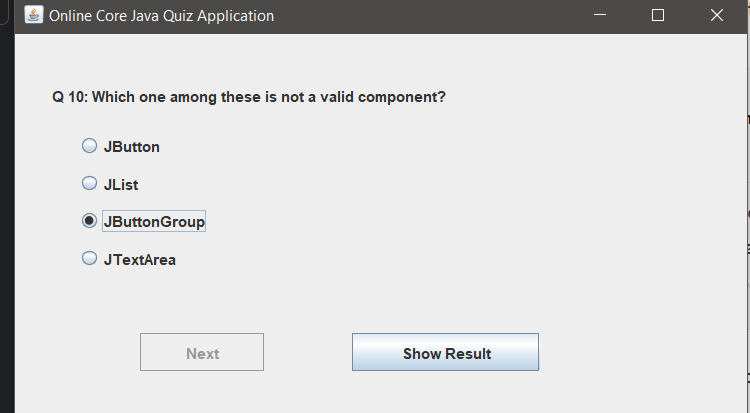 Online Core Java Quiz Application
Q 10: Which one among these is not a valid component?
JButton
JList
JButtonGroup
JTextArea
Next
Show Result